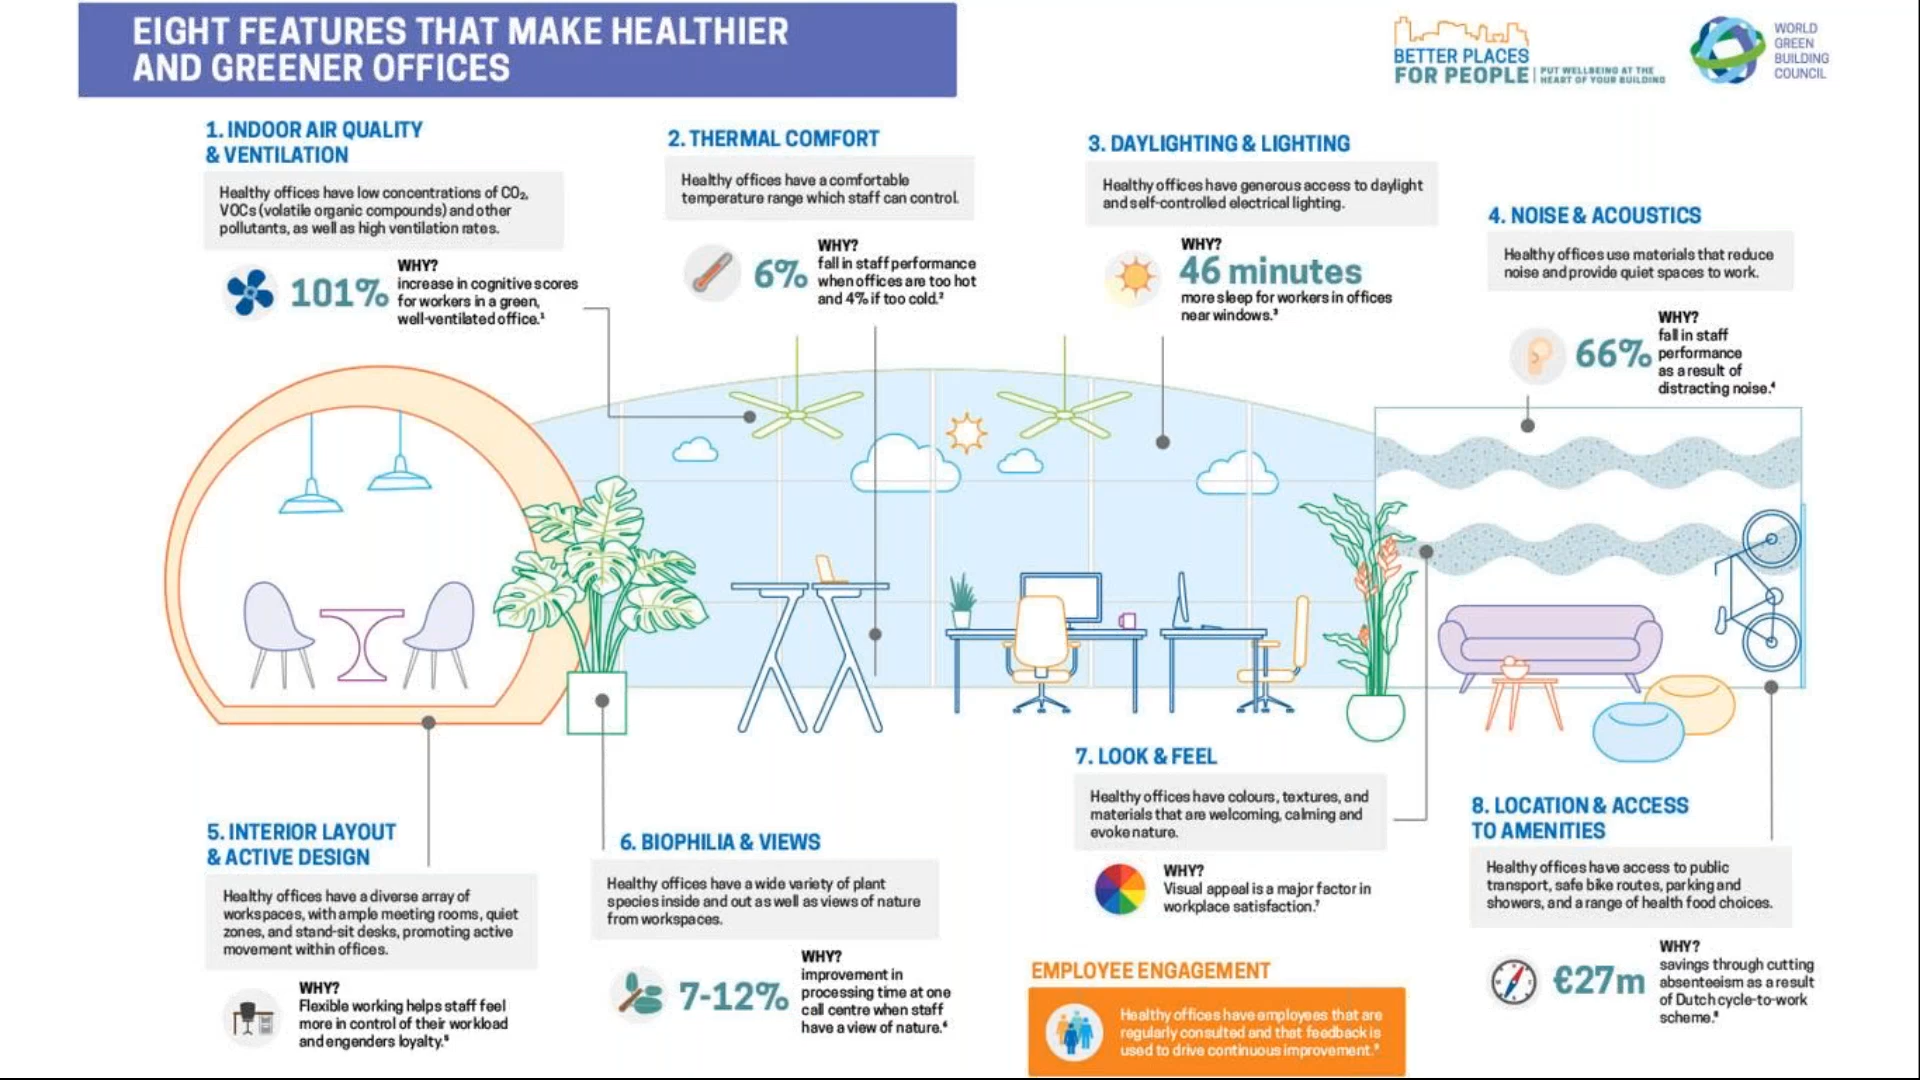 EIGHT FEATURES THAT MAKE HEALTHIER
AND GREENER OFFICES
BETTER PLACES
FOR PEOPLE
PUT WELLBEING AT THE
HEART OF YOUR BUILDING
WORLD
GREEN
BUILDING
COUNCIL
1. INDOOR AIR QUALITY
& VENTILATION
Healthy offices have low concentrations of CO₂,
VOCs (volatile organic compounds) and other
pollutants, as well as high ventilation rates.
WHY?
101%
increase in cognitive scores
for workers in a green,
well-ventilated office.¹
2. THERMAL COMFORT
Healthy offices have a comfortable
temperature range which staff can control.
WHY?
6%
fall in staff performance
when offices are too hot
and 4% if too cold.²
3. DAYLIGHTING & LIGHTING
Healthy offices have generous access to daylight
and self-controlled electrical lighting.
WHY?
46 minutes
more sleep for workers in offices
near windows.³
4. NOISE & ACOUSTICS
Healthy offices use materials that reduce
noise and provide quiet spaces to work.
WHY?
66%
fall in staff
performance
as a result of
distracting noise.⁴
5. INTERIOR LAYOUT
& ACTIVE DESIGN
Healthy offices have a diverse array of
workspaces, with ample meeting rooms, quiet
zones, and stand-sit desks, promoting active
movement within offices.
WHY?
Flexible working helps staff feel
more in control of their workload
and engenders loyalty.⁵
6. BIOPHILIA & VIEWS
Healthy offices have a wide variety of plant
species inside and out as well as views of nature
from workspaces.
WHY?
7-12%
improvement in
processing time at one
call centre when staff
have a view of nature.⁶
7. LOOK & FEEL
Healthy offices have colours, textures, and
materials that are welcoming, calming and
evoke nature.
WHY?
Visual appeal is a major factor in
workplace satisfaction.⁷
8. LOCATION & ACCESS
TO AMENITIES
Healthy offices have access to public
transport, safe bike routes, parking and
showers, and a range of health food choices.
WHY?
€27m
savings through cutting
absenteeism as a result
of Dutch cycle-to-work
scheme.⁸
EMPLOYEE ENGAGEMENT
Healthy offices have employees that are
regularly consulted and that feedback is
used to drive continuous improvement.⁹